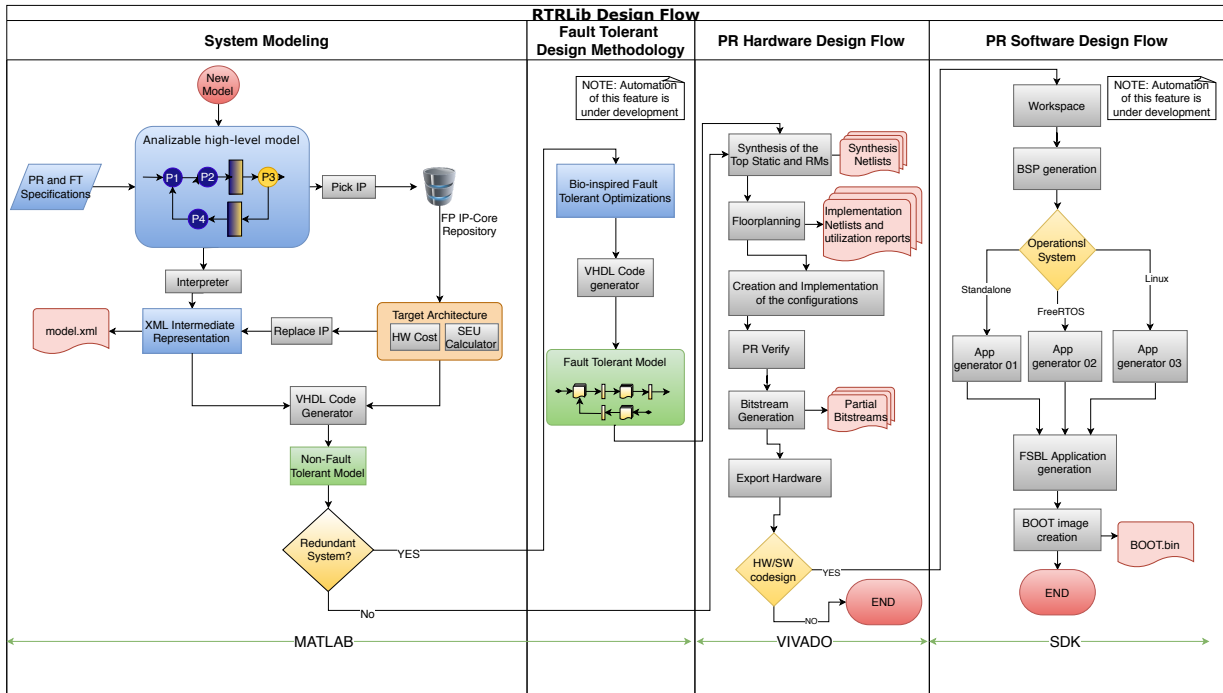 RTRLib Design Flow
System Modeling
Fault Tolerant
Design Methodology
PR Hardware Design Flow
PR Software Design Flow
New
Model
Analizable high-level model
P1
P2
P3
P4
PR and FT
Specifications
Pick IP
FP IP-Core
Repository
Interpreter
model.xml
XML Intermediate
Representation
Replace IP
Target Architecture
HW Cost
SEU
Calculator
VHDL Code
Generator
Non-Fault
Tolerant Model
Redundant
System?
YES
No
MATLAB
NOTE: Automation
of this feature is
under development
Bio-inspired Fault
Tolerant Optimizations
VHDL Code
generator
Fault Tolerant Model
Synthesis of the
Top Static and RMs
Synthesis
Netlists
Floorplanning
Implementation
Netlists and
utilization reports
Creation and Implementation
of the configurations
PR Verify
Bitstream
Generation
Partial
Bitstreams
Export Hardware
HW/SW
codesign
YES
NO
END
VIVADO
NOTE: Automation
of this feature is
under development
Workspace
BSP generation
Operationsl
System
Standalone
FreeRTOS
Linux
App
generator 01
App
generator 02
App
generator 03
FSBL Application
generation
BOOT image
creation
BOOT.bin
END
SDK